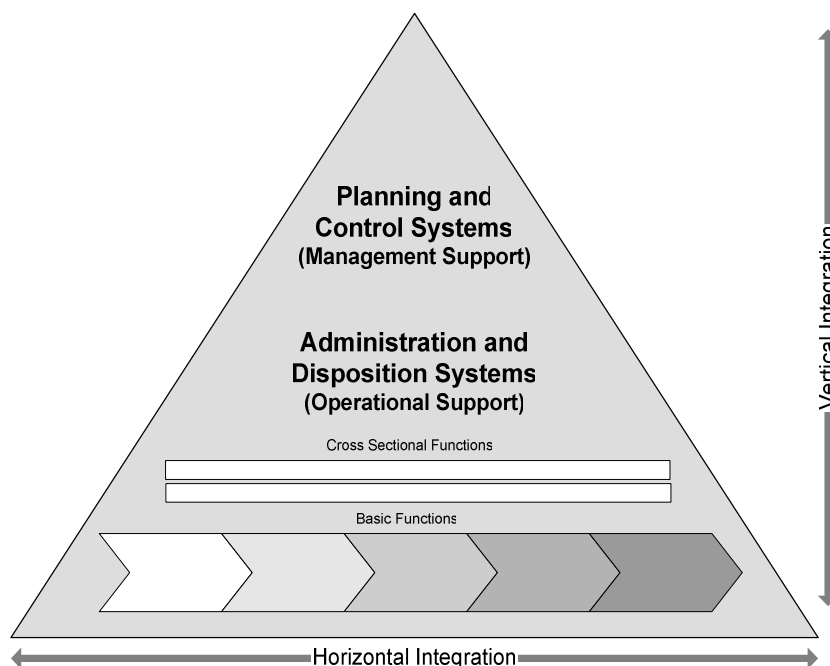 Planning and
Control Systems
(Management Support)
Administration and
Disposition Systems
(Operational Support)
Cross Sectional Functions
Basic Functions
Vertical Integration
Horizontal Integration